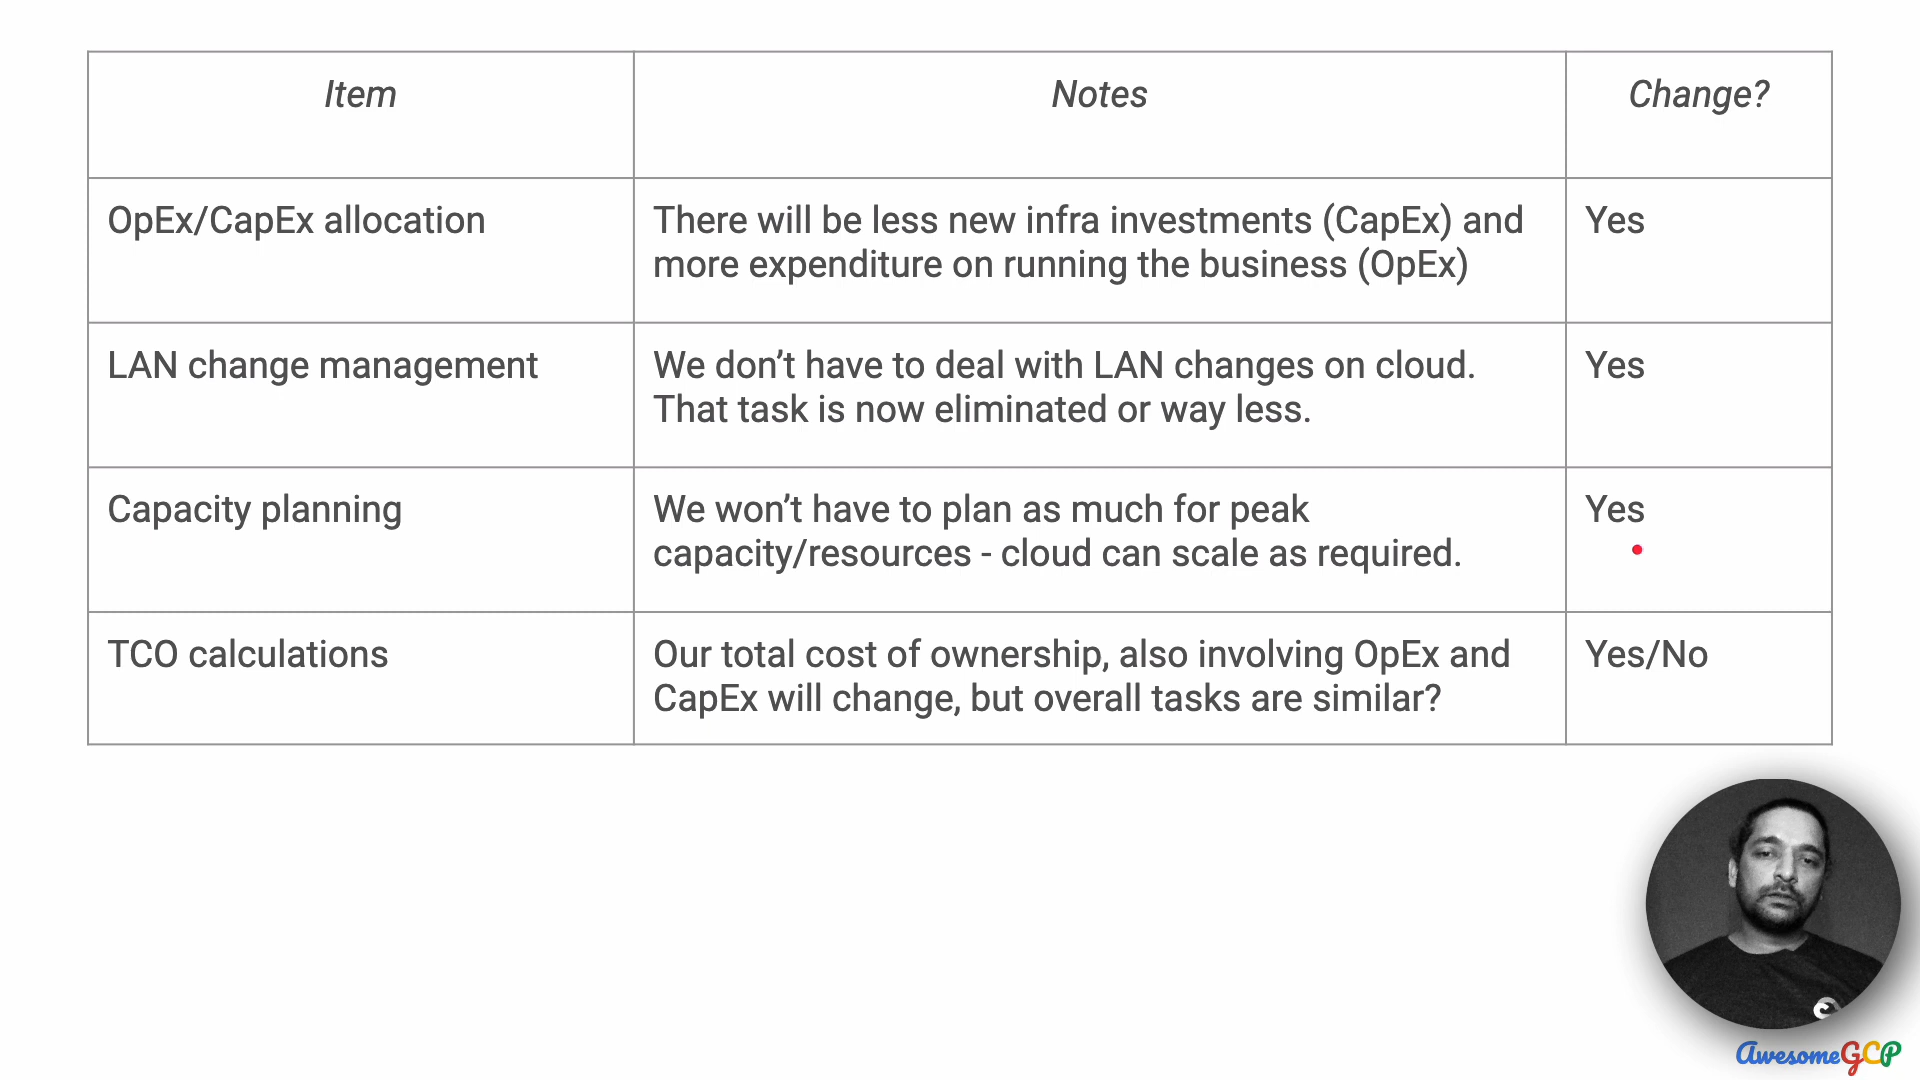 Item
Notes
Change?
OpEx/CapEx allocation
There will be less new infra investments (CapEx) and
more expenditure on running the business (OpEx)
Yes
LAN change management
We don’t have to deal with LAN changes on cloud.
That task is now eliminated or way less.
Yes
Capacity planning
We won’t have to plan as much for peak
capacity/resources - cloud can scale as required.
Yes
TCO calculations
Our total cost of ownership, also involving OpEx and
CapEx will change, but overall tasks are similar?
Yes/No
AwesomeGCP